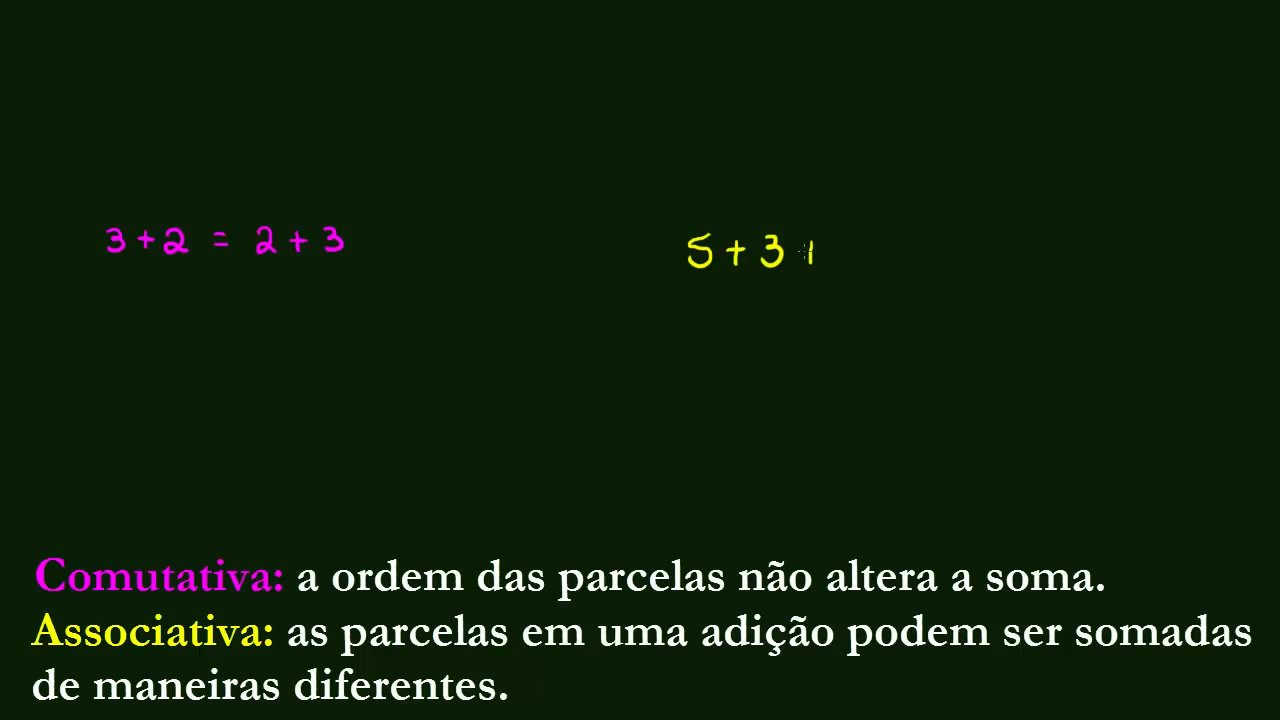 3 + 2 = 2 + 3
5 + 3 +
Comutativa: a ordem das parcelas não altera a soma.
Associativa: as parcelas em uma adição podem ser somadas
de maneiras diferentes.